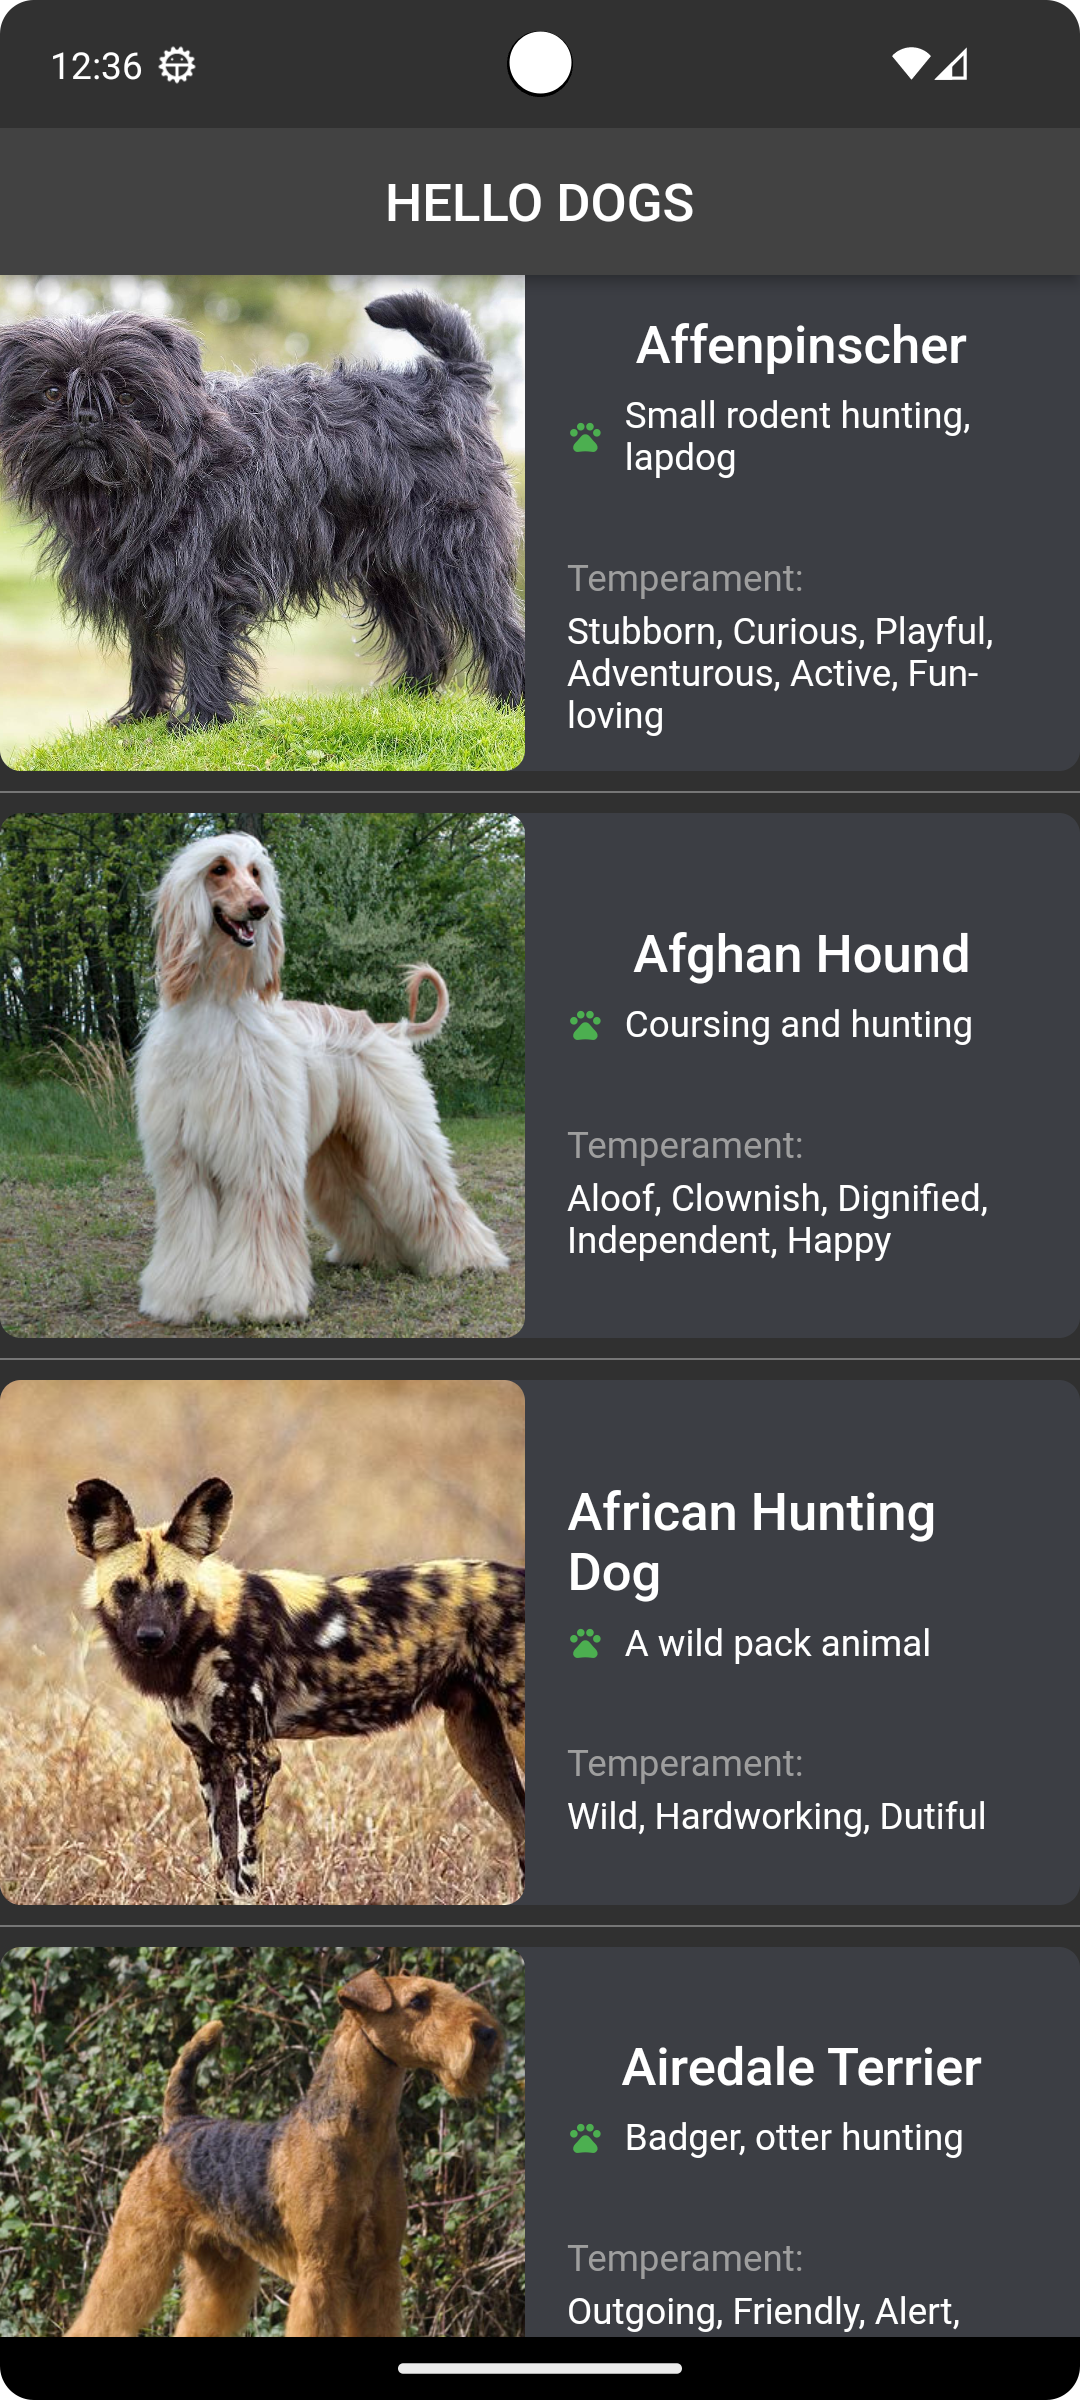 12:36
HELLO DOGS
Affenpinscher
Small rodent hunting,
lapdog
Temperament:
Stubborn, Curious, Playful,
Adventurous, Active, Fun-
loving
Afghan Hound
Coursing and hunting
Temperament:
Aloof, Clownish, Dignified,
Independent, Happy
African Hunting
Dog
A wild pack animal
Temperament:
Wild, Hardworking, Dutiful
Airedale Terrier
Badger, otter hunting
Temperament:
Outgoing, Friendly, Alert,